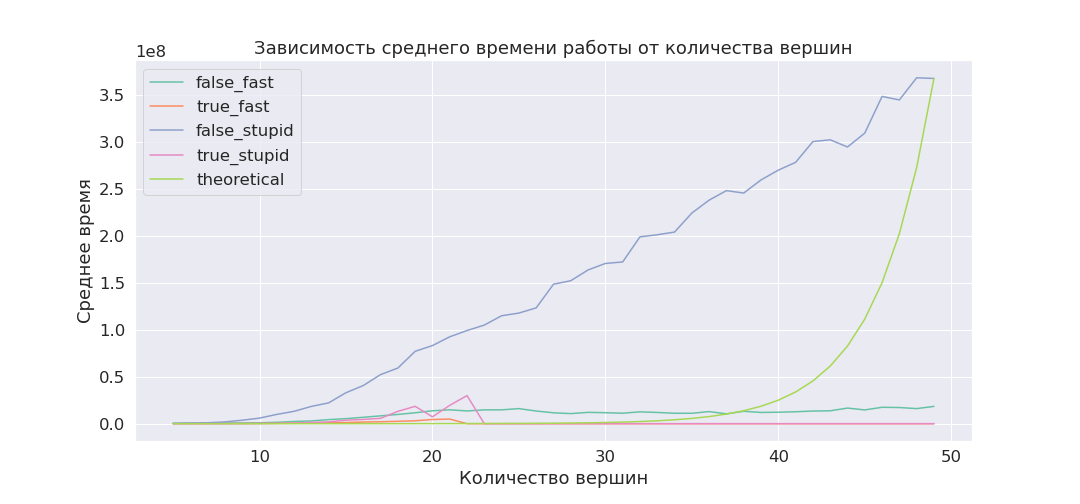 Зависимость среднего времени работы от количества вершин
1e8
false_fast
true_fast
false_stupid
true_stupid
theoretical
Среднее время
3.5
3.0
2.5
2.0
1.5
1.0
0.5
0.0
10 20 30 40 50
Количество вершин